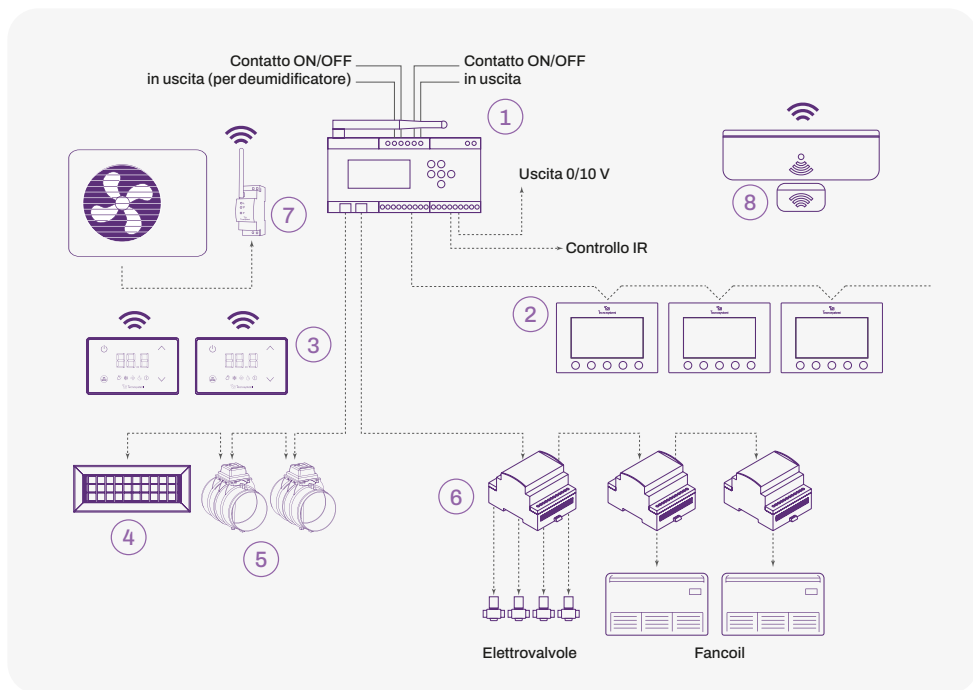 Contatto ON/OFF
in uscita (per deumidificatore)
Contatto ON/OFF
in uscita
1
Uscita 0/10 V
8
7
Controllo IR
2
3
4
5
6
Elettrovalvole
Fancoil